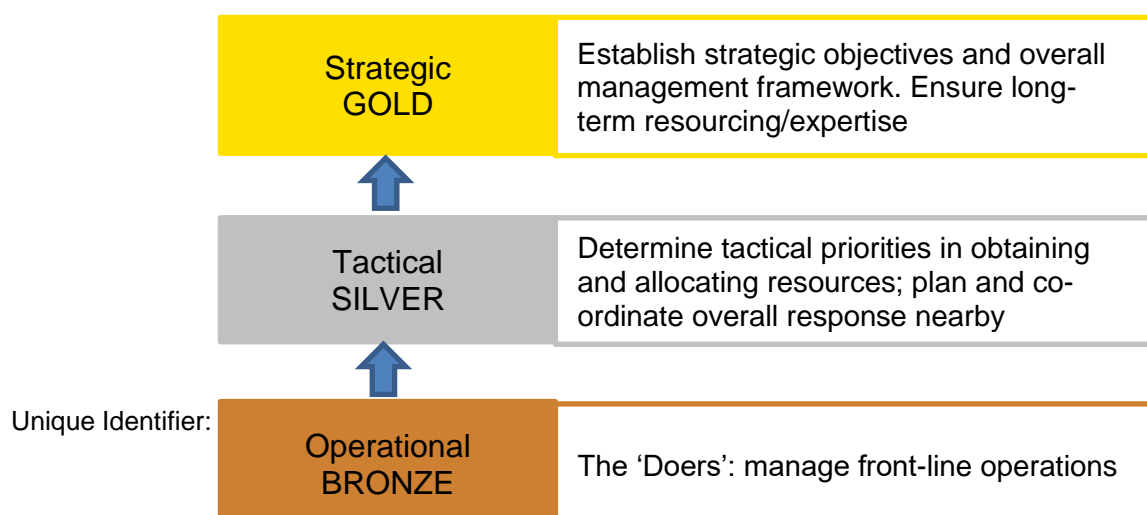 Strategic
GOLD
Establish strategic objectives and overall
management framework. Ensure long-
term resourcing/expertise
Tactical
SILVER
Determine tactical priorities in obtaining
and allocating resources; plan and co-
ordinate overall response nearby
Unique Identifier:
Operational
BRONZE
The ‘Doers’: manage front-line operations